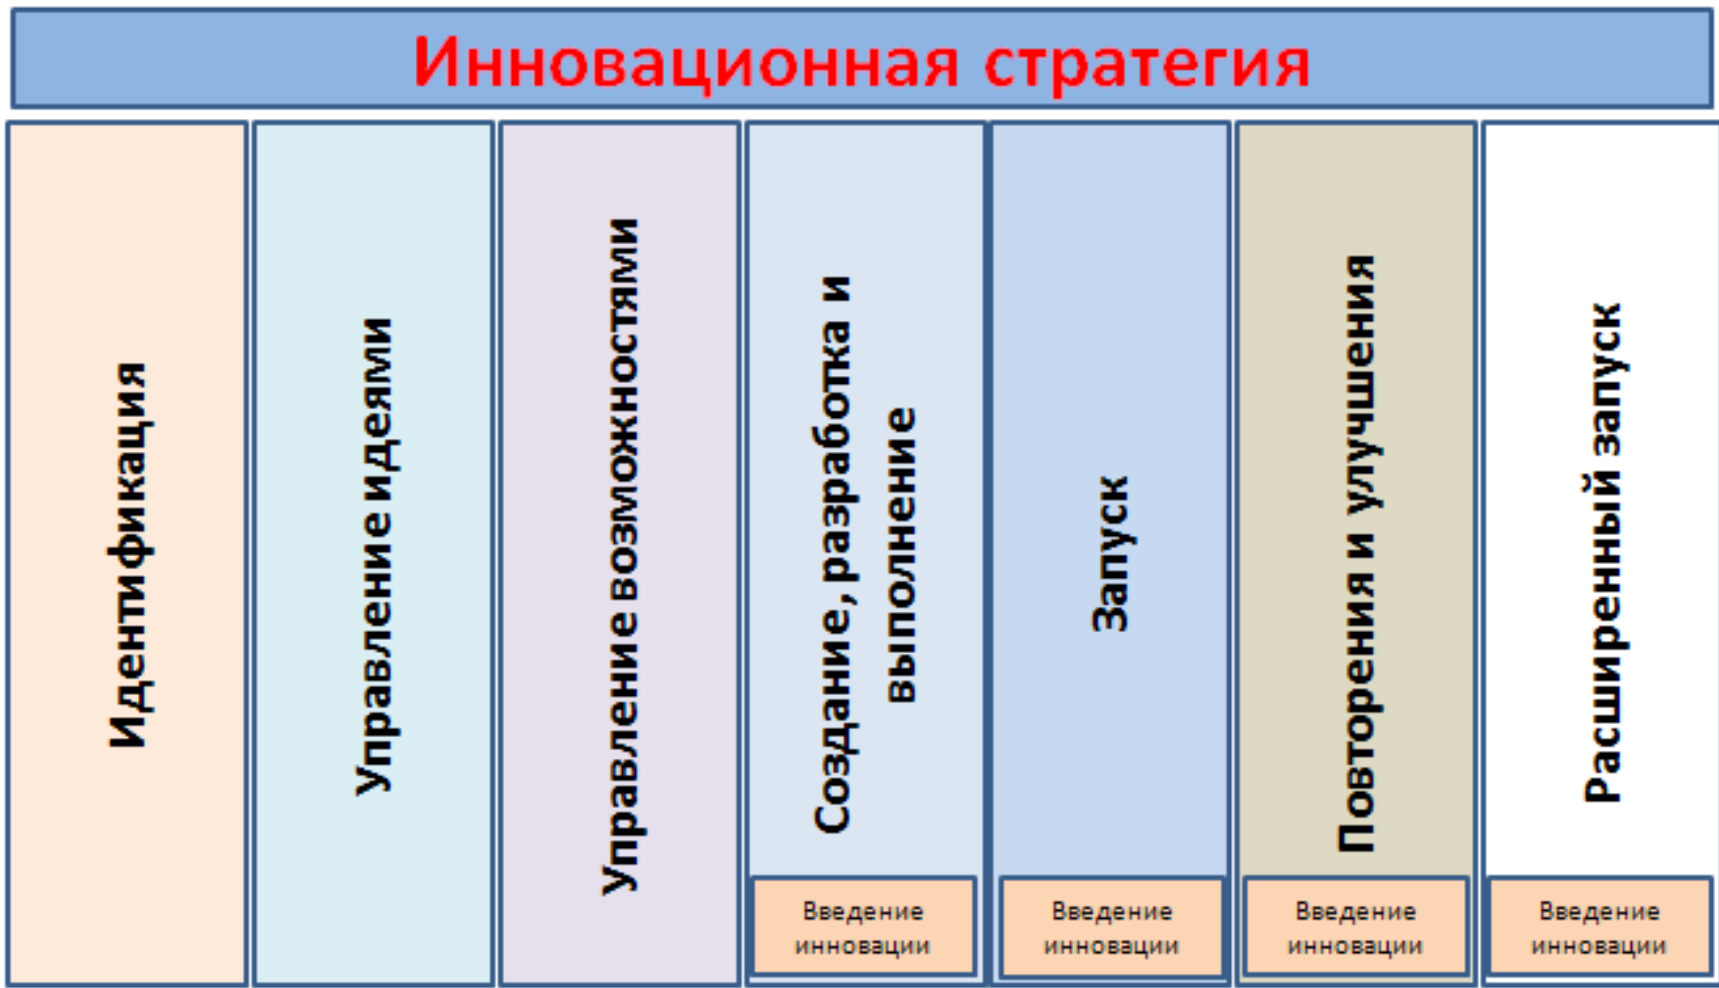 Инновационная стратегия
Идентификация
Управление идеями
Управление возможностями
Создание, разработка и
выполнение
Запуск
Повторения и улучшения
Расширенный запуск
Введение
инновации
Введение
инновации
Введение
инновации
Введение
инновации